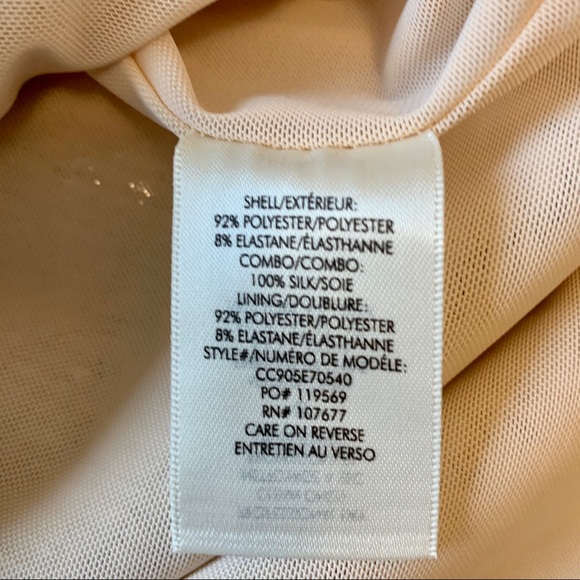 SHELL/EXTÉRIEUR:
92% POLYESTER/POLYESTER
8% ELASTANE/ÉLASTHANNE
COMBO/COMBO:
100% SILK/SOIE
LINING/DOUBLURE:
92% POLYESTER/POLYESTER
8% ELASTANE/ÉLASTHANNE
STYLE#/NUMÉRO DE MODÉLE:
CC905E70540
PO# 119569
RN# 107677
CARE ON REVERSE
ENTRETIEN AU VERSO